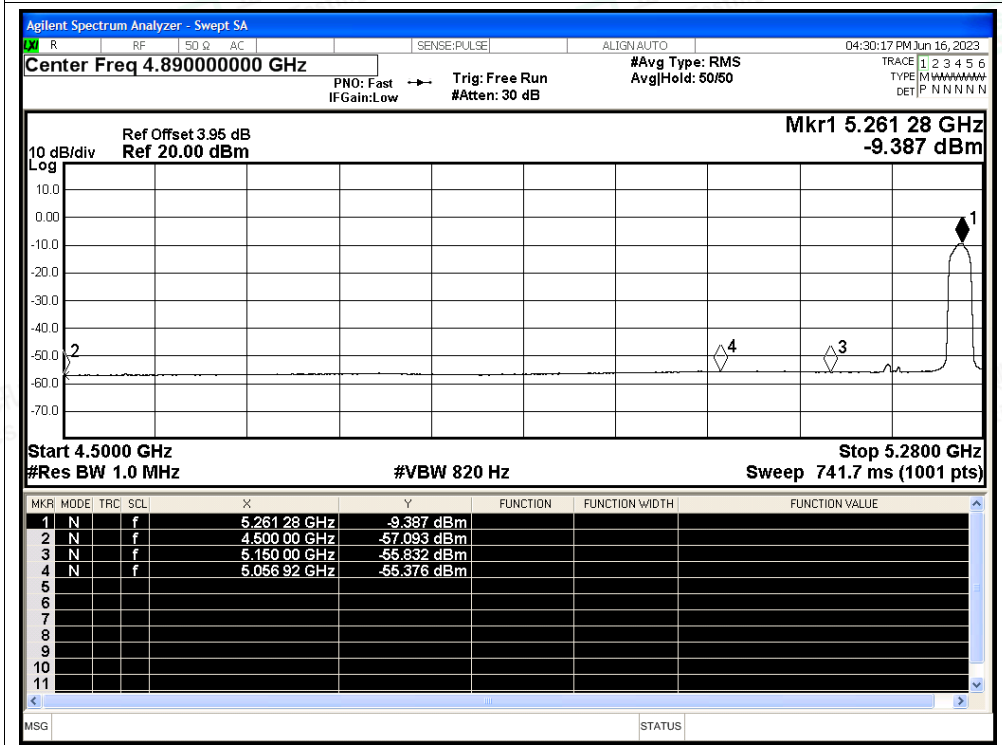 Agilent Spectrum Analyzer - Swept SA
LXI R RF 50 Ω AC SENSE:PULSE ALIGN AUTO 04:30:17 PM Jun 16, 2023
Center Freq 4.890000000 GHz #Avg Type: RMS TRACE 1 2 3 4 5 6
PNO: Fast Trig: Free Run Avg|Hold: 50/50 TYPE M WWWWW
IFGain:Low #Atten: 30 dB DET P N N N N N
Mkr1 5.261 28 GHz
Ref Offset 3.95 dB
10 dB/div Ref 20.00 dBm -9.387 dBm
Log
10.0
0.00
1
-10.0
-20.0
-30.0
-40.0
-50.0
2 4 3
-60.0
-70.0
Start 4.5000 GHz Stop 5.2800 GHz
#Res BW 1.0 MHz #VBW 820 Hz Sweep 741.7 ms (1001 pts)
MKR MODE TRC SCL X Y FUNCTION FUNCTION WIDTH FUNCTION VALUE
1 N f 5.261 28 GHz -9.387 dBm
2 N f 4.500 00 GHz -57.093 dBm
3 N f 5.150 00 GHz -55.832 dBm
4 N f 5.056 92 GHz -55.376 dBm
5
6
7
8
9
10
11
MSG STATUS